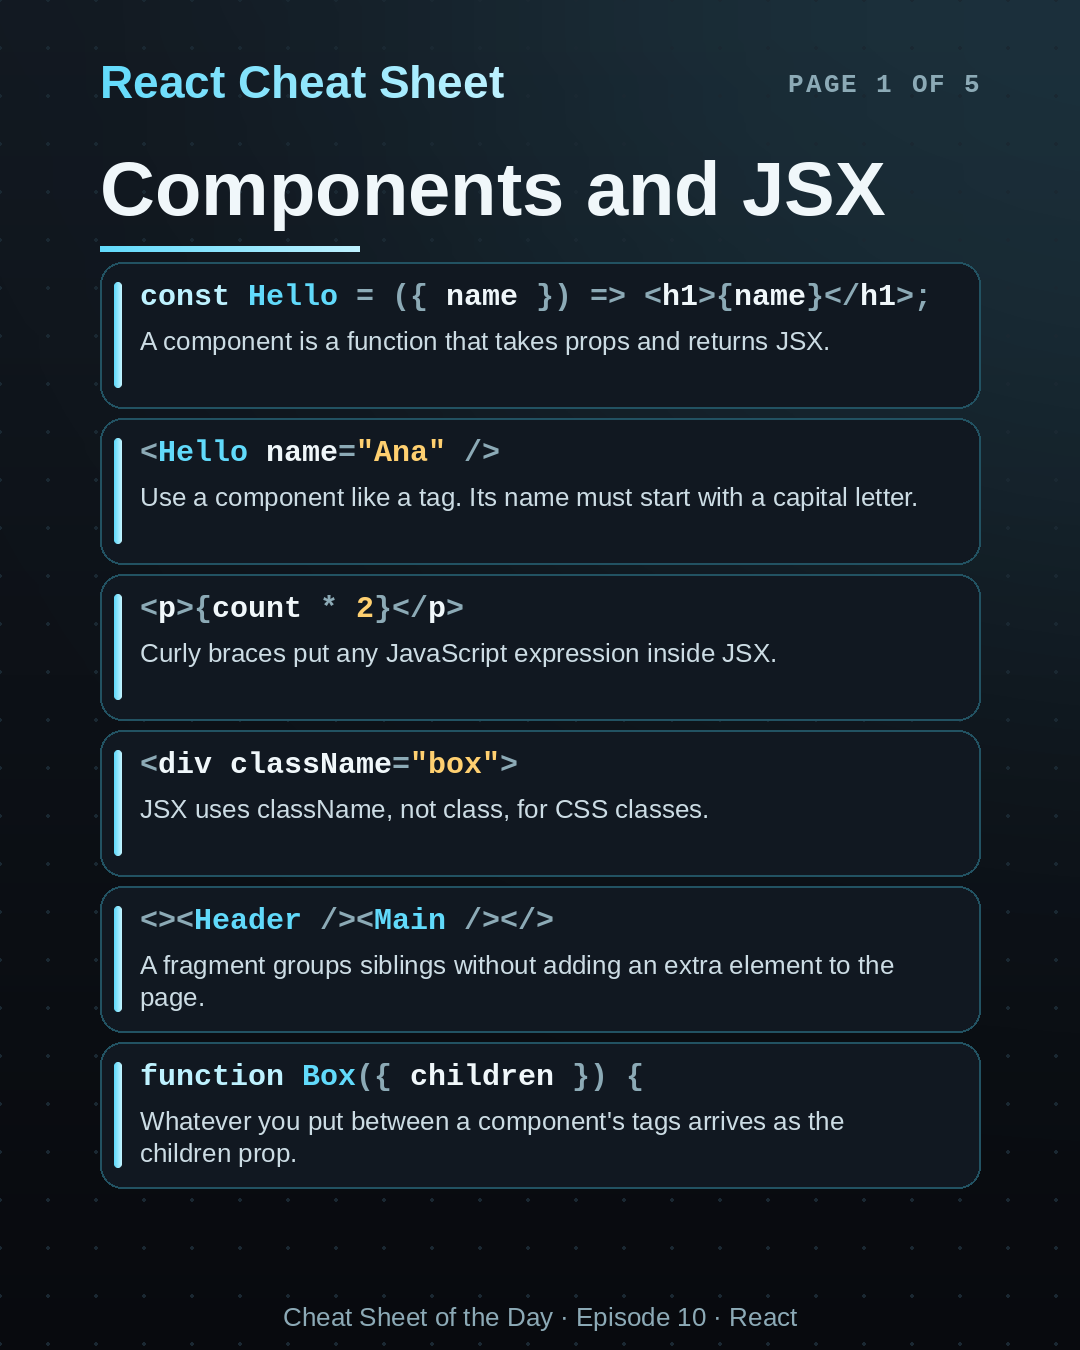 React Cheat Sheet
PAGE 1 OF 5
Components and JSX
const Hello = ({ name }) => <h1>{name}</h1>;
A component is a function that takes props and returns JSX.
<Hello name="Ana" />
Use a component like a tag. Its name must start with a capital letter.
<p>{count * 2}</p>
Curly braces put any JavaScript expression inside JSX.
<div className="box">
JSX uses className, not class, for CSS classes.
<><Header /><Main /></>
A fragment groups siblings without adding an extra element to the
page.
function Box({ children }) {
Whatever you put between a component's tags arrives as the
children prop.
Cheat Sheet of the Day · Episode 10 · React